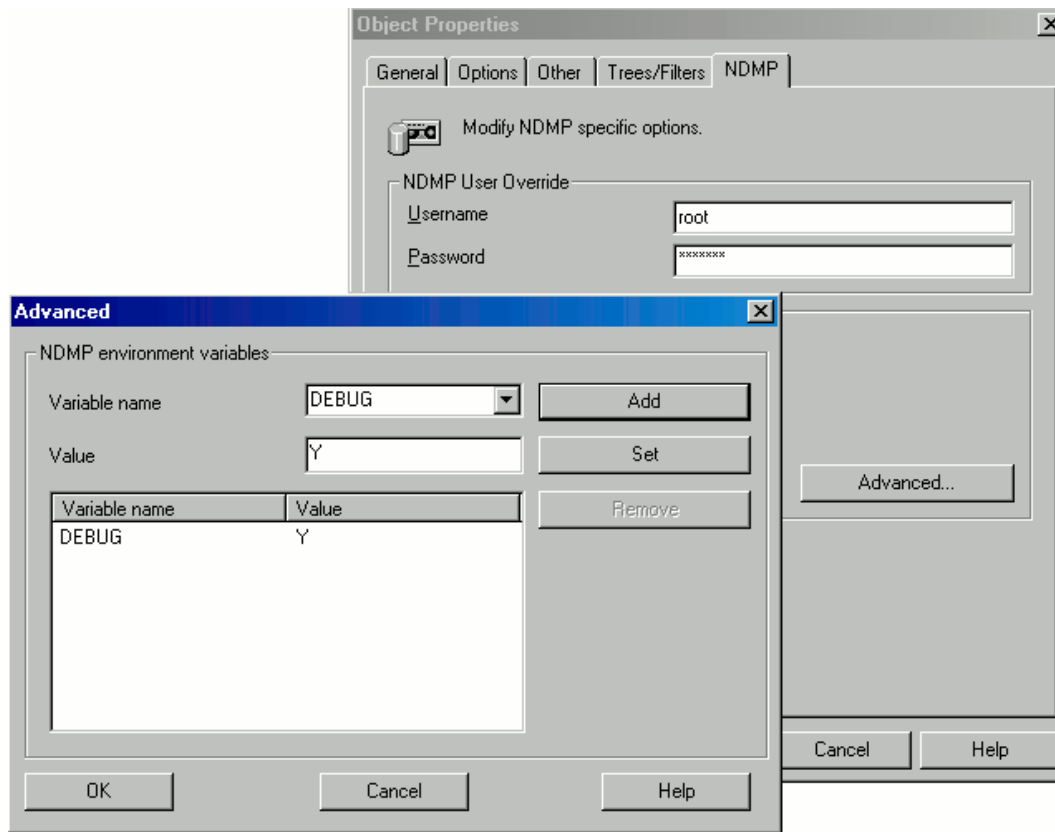 Object Properties
General Options Other Trees/Filters NDMP
Modify NDMP specific options.
NDMP User Override
Username root
Password *******
Advanced
NDMP environment variables
Variable name DEBUG Add
Value Y Set
Variable name Value Remove
DEBUG Y
Advanced...
Cancel Help
OK Cancel Help